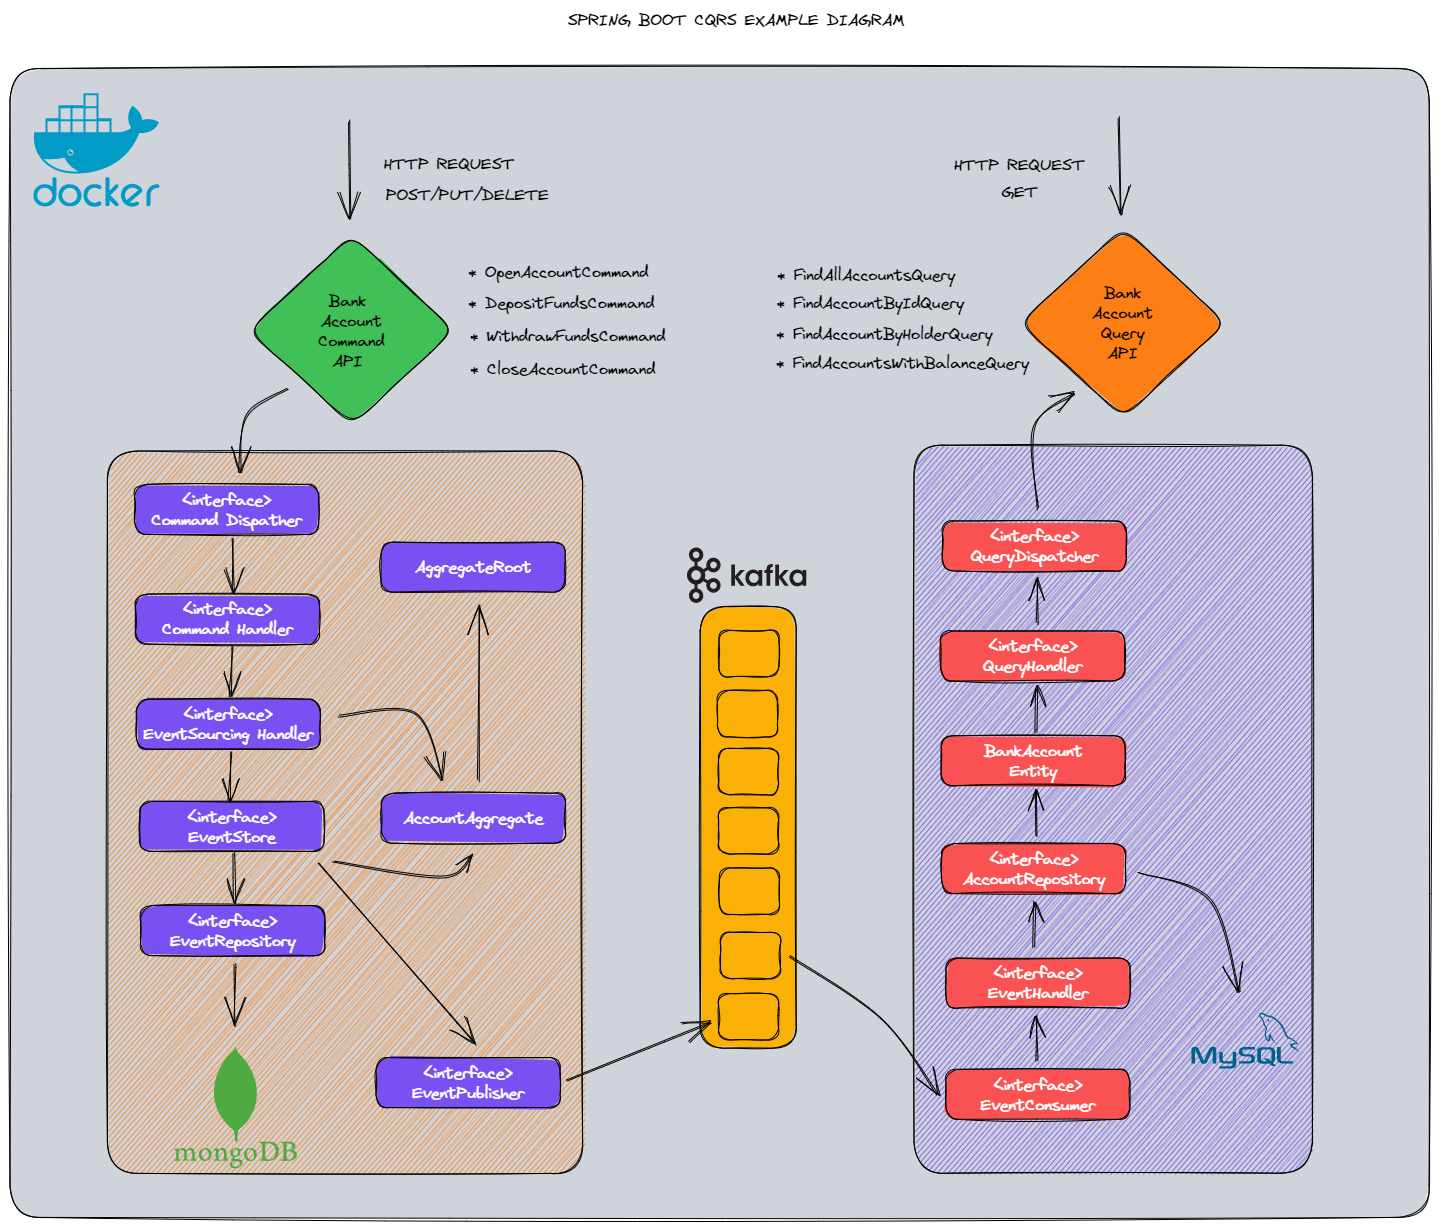 SPRING BOOT CQRS EXAMPLE DIAGRAM
docker
HTTP REQUEST
POST/PUT/DELETE
HTTP REQUEST
GET
Bank
Account
Command
API
* OpenAccountCommand
* DepositFundsCommand
* WithdrawFundsCommand
* CloseAccountCommand
* FindAllAccountsQuery
* FindAccountByIdQuery
* FindAccountByHolderQuery
* FindAccountsWithBalanceQuery
Bank
Account
Query
API
<interface>
Command Dispather
<interface>
Command Handler
<interface>
EventSourcing Handler
<interface>
EventStore
<interface>
EventRepository
mongoDB
AggregateRoot
AccountAggregate
<interface>
EventPublisher
kafka
<interface>
QueryDispatcher
<interface>
QueryHandler
BankAccount
Entity
<interface>
AccountRepository
<interface>
EventHandler
<interface>
EventConsumer
MySQL